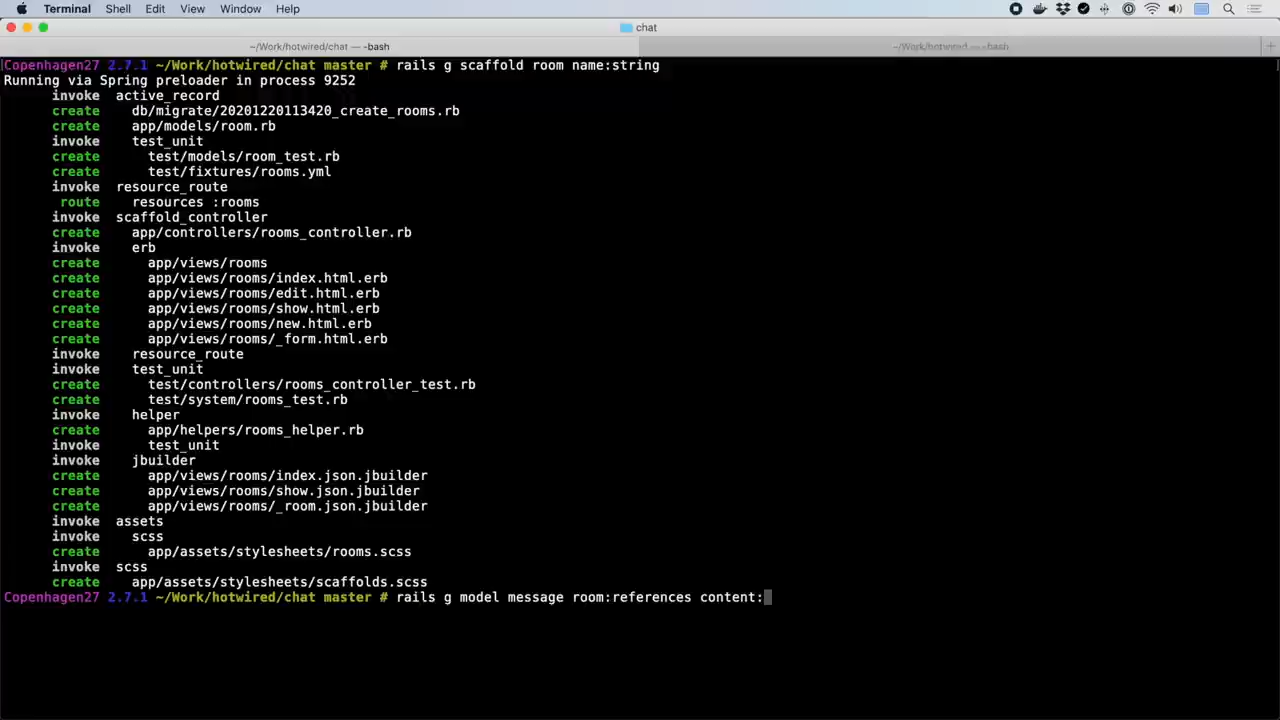 Terminal Shell Edit View Window Help
chat
~/Work/hotwired/chat — -bash
~/Work/hotwired — -bash
Copenhagen27 2.7.1 ~/Work/hotwired/chat master # rails g scaffold room name:string
Running via Spring preloader in process 9252
invoke active_record
create db/migrate/20201220113420_create_rooms.rb
create app/models/room.rb
invoke test_unit
create test/models/room_test.rb
create test/fixtures/rooms.yml
invoke resource_route
route resources :rooms
invoke scaffold_controller
create app/controllers/rooms_controller.rb
invoke erb
create app/views/rooms
create app/views/rooms/index.html.erb
create app/views/rooms/edit.html.erb
create app/views/rooms/show.html.erb
create app/views/rooms/new.html.erb
create app/views/rooms/_form.html.erb
invoke resource_route
invoke test_unit
create test/controllers/rooms_controller_test.rb
create test/system/rooms_test.rb
invoke helper
create app/helpers/rooms_helper.rb
invoke test_unit
invoke jbuilder
create app/views/rooms/index.json.jbuilder
create app/views/rooms/show.json.jbuilder
create app/views/rooms/_room.json.jbuilder
invoke assets
invoke scss
create app/assets/stylesheets/rooms.scss
invoke scss
create app/assets/stylesheets/scaffolds.scss
Copenhagen27 2.7.1 ~/Work/hotwired/chat master # rails g model message room:references content: